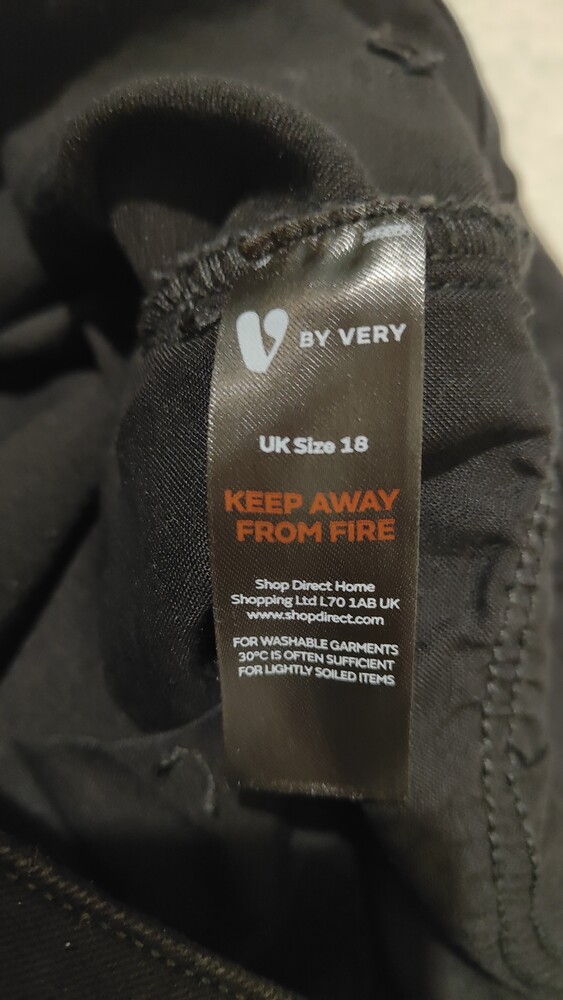 V BY VERY
UK Size 18
KEEP AWAY
FROM FIRE
Shop Direct Home
Shopping Ltd L70 1AB UK
www.shopdirect.com
FOR WASHABLE GARMENTS
30°C IS OFTEN SUFFICIENT
FOR LIGHTLY SOILED ITEMS